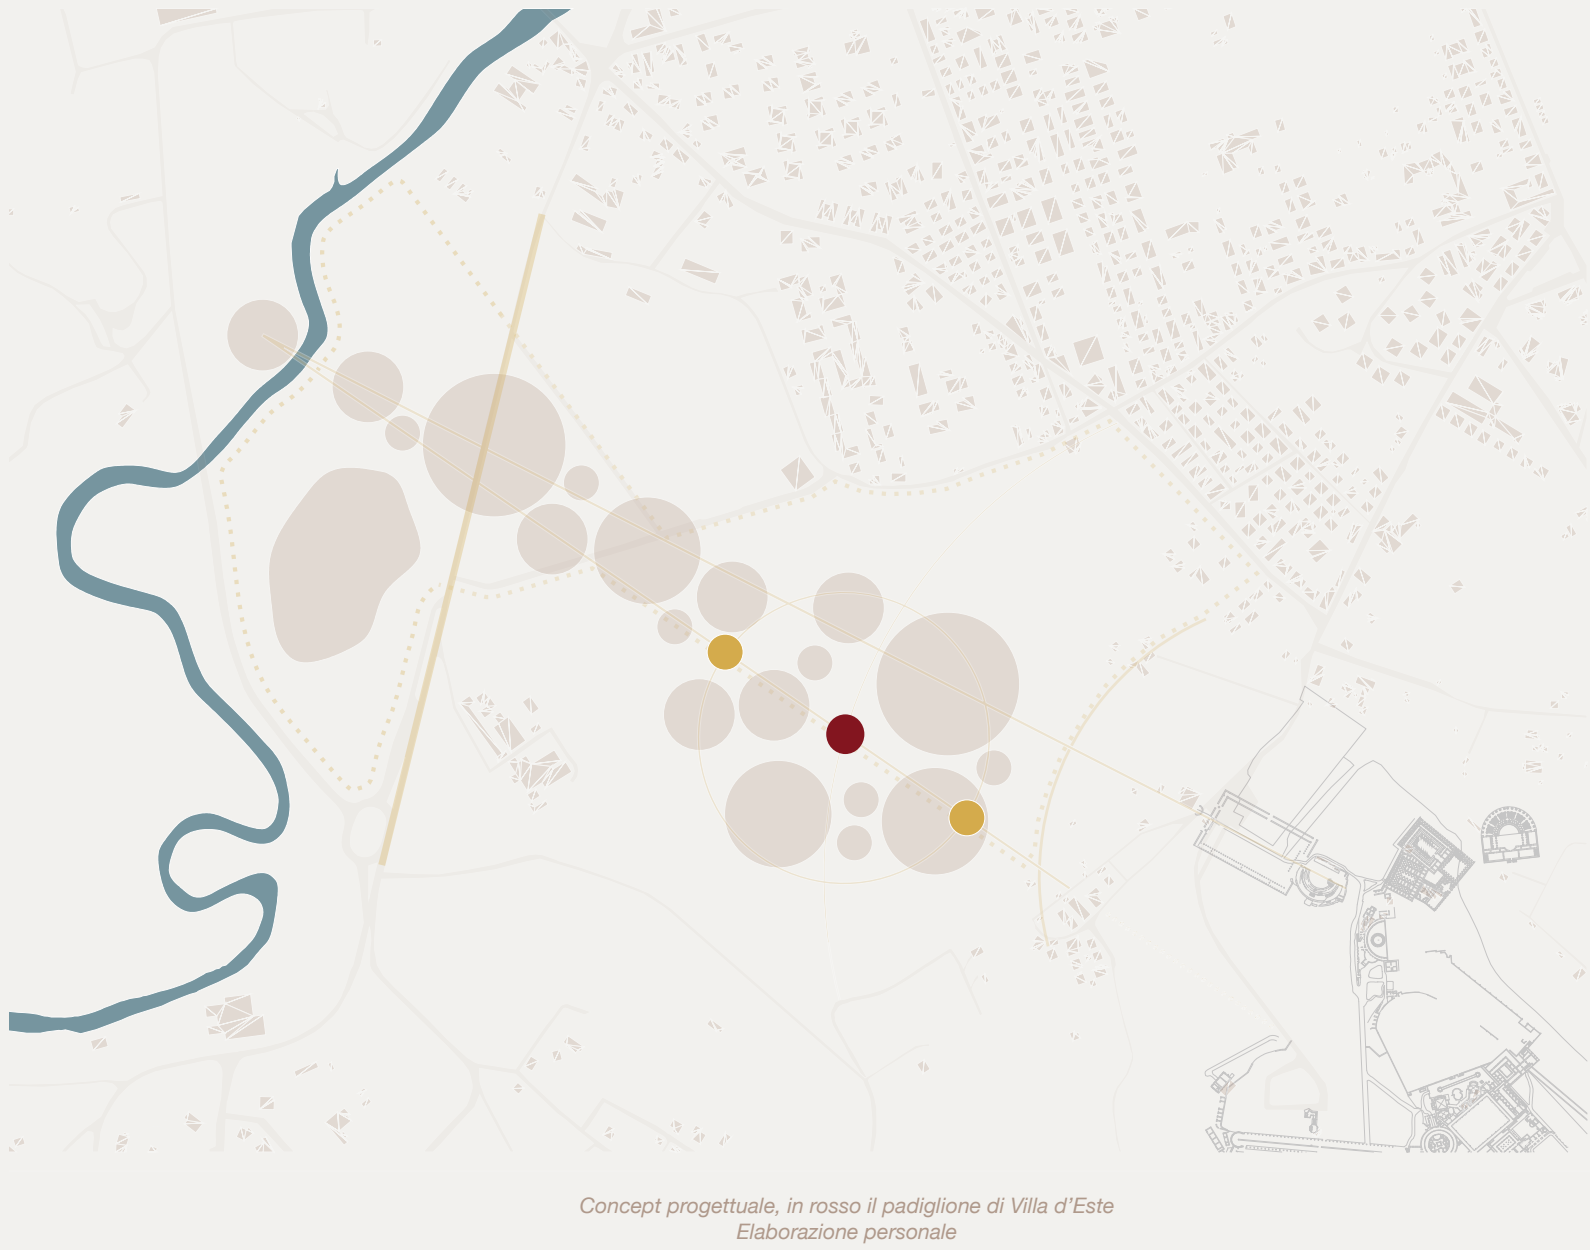 Concept progettuale, in rosso il padiglione di Villa d’Este
Elaborazione personale